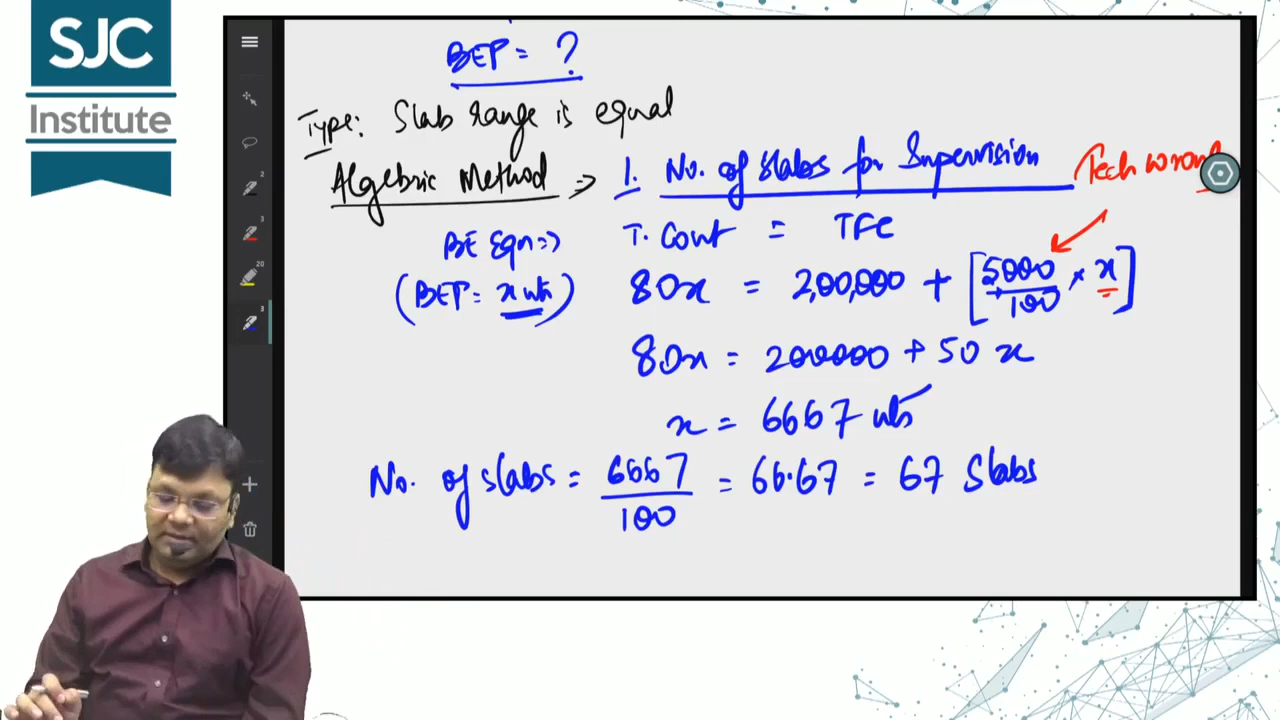 SJC
Institute
BEP = ?
Type: Slab range is equal
Algebric Method => 1. No. of slabs for Supervision
Tech wrong
BE Eqn => T. Cont = TFC
(BEP = x uts) 80x = 2,00,000 + [5000/100 * x]
80x = 200000 + 50 x
x = 6667 uts
No. of slabs = 6667/100 = 66.67 = 67 Slabs